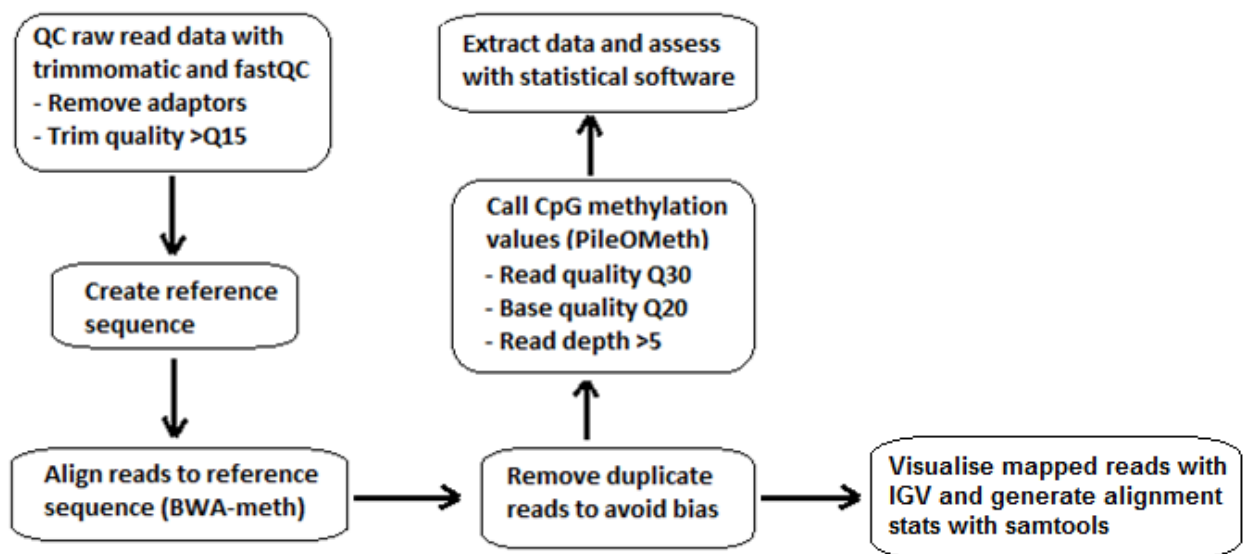 QC raw read data with
trimmomatic and fastQC
- Remove adaptors
- Trim quality >Q15
Create reference
sequence
Align reads to reference
sequence (BWA-meth)
Remove duplicate
reads to avoid bias
Call CpG methylation
values (PileOMeth)
- Read quality Q30
- Base quality Q20
- Read depth >5
Extract data and assess
with statistical software
Visualise mapped reads with
IGV and generate alignment
stats with samtools